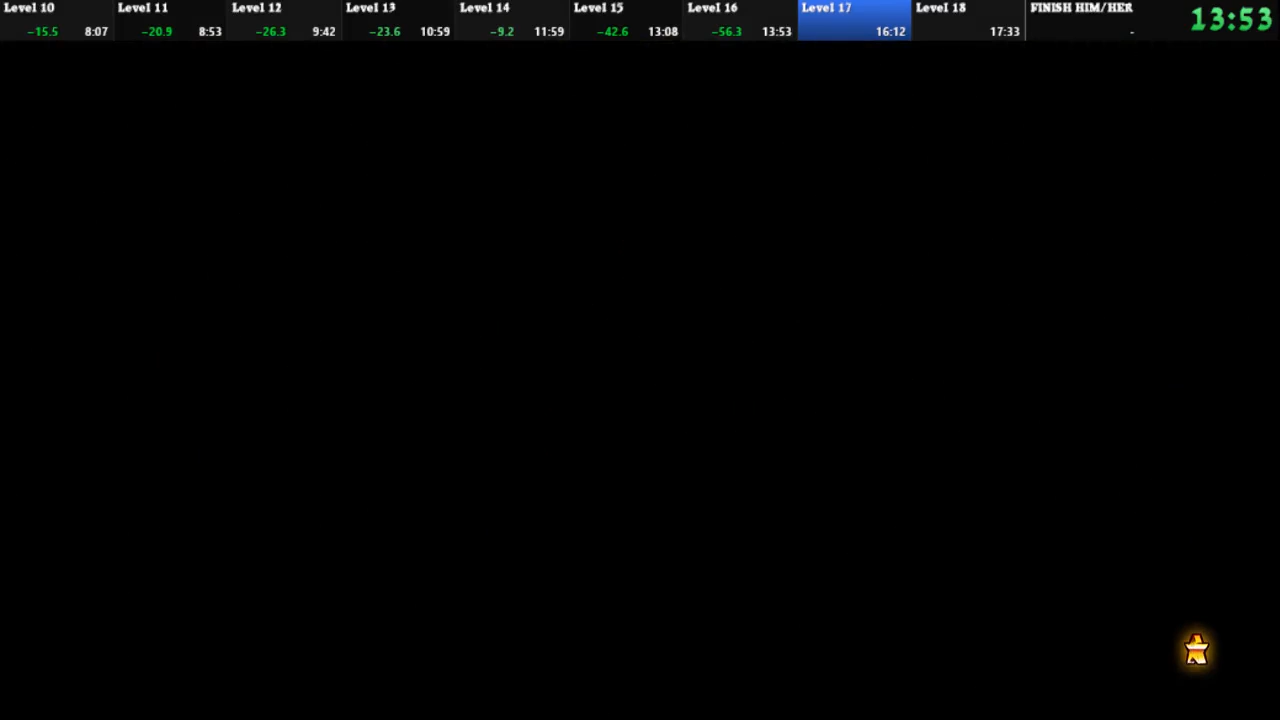 Level 10 Level 11 Level 12 Level 13 Level 14 Level 15 Level 16 Level 17 Level 18 FINISH HIM/HER 13:53
-15.5 8:07 -20.9 8:53 -26.3 9:42 -23.6 10:59 -9.2 11:59 -42.6 13:08 -56.3 13:53 16:12 17:33 -